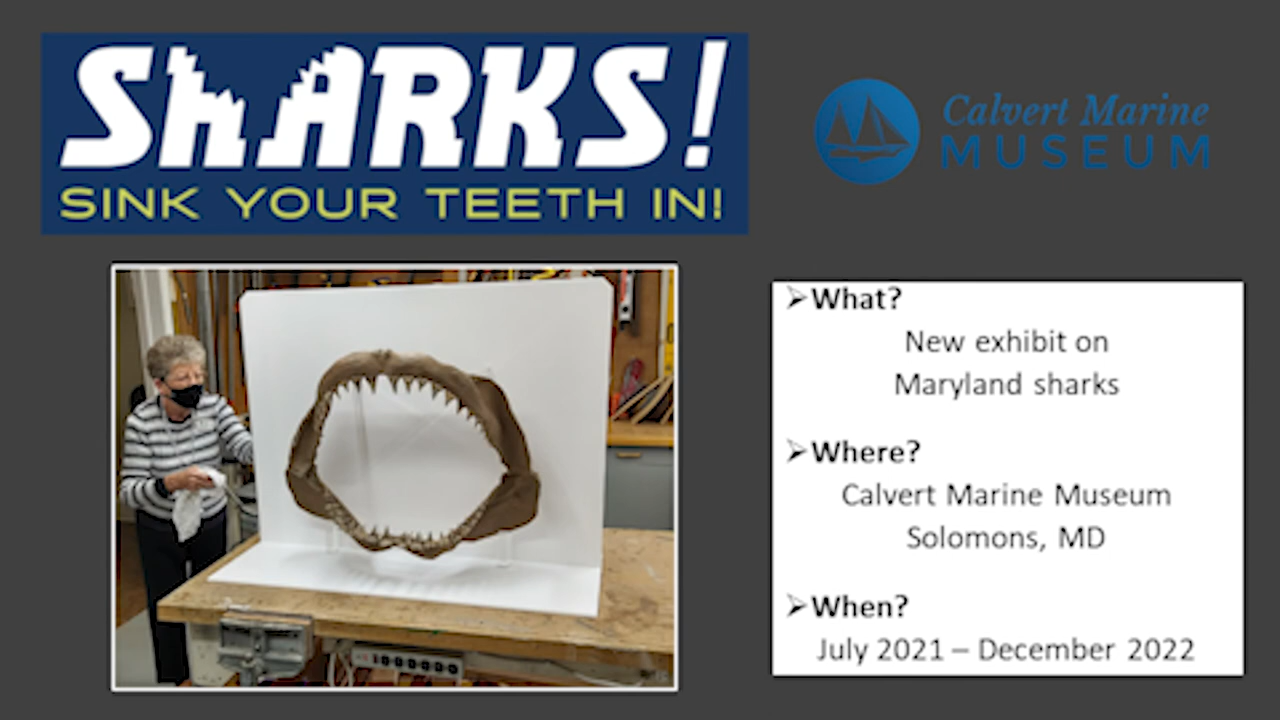 SHARKS!
SINK YOUR TEETH IN!
Calvert Marine
MUSEUM
➢What?
New exhibit on
Maryland sharks
➢Where?
Calvert Marine Museum
Solomons, MD
➢When?
July 2021 – December 2022